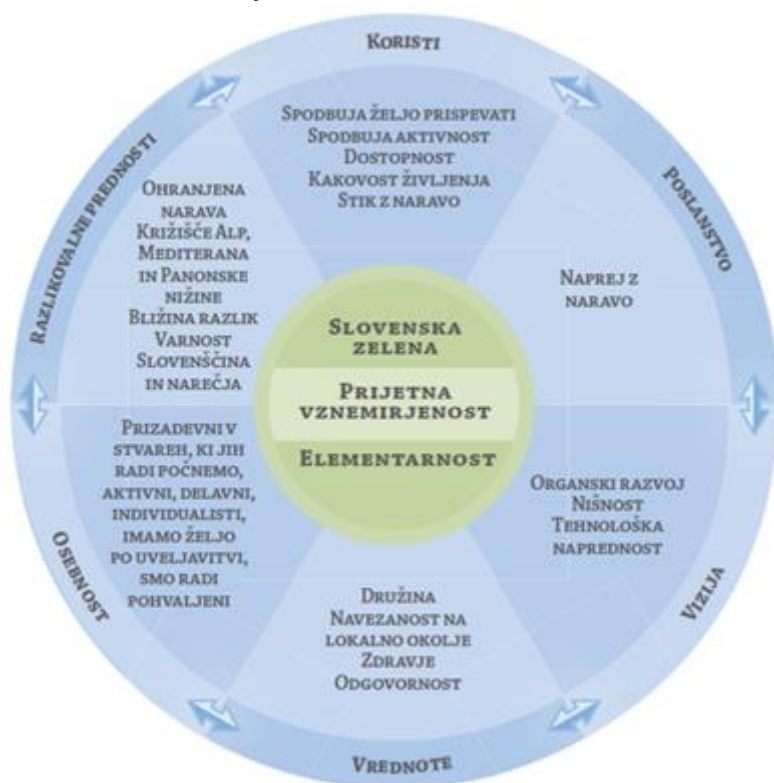 KORISTI
SPODBUJA ŽELJO PRISPEVATI
SPODBUJA AKTIVNOST
DOSTOPNOST
KAKOVOST ŽIVLJENJA
STIK Z NARAVO
POSLANSTVO
NAPREJ Z
NARAVO
VIZIJA
ORGANSKI RAZVOJ
NIŠNOST
TEHNOLOŠKA
NAPREDNOST
VREDNOTE
DRUŽINA
NAVEZANOST NA
LOKALNO OKOLJE
ZDRAVJE
ODGOVORNOST
OSEBNOST
PRIZADEVNI V
STVAREH, KI JIH
RADI POČNEMO,
AKTIVNI, DELAVNI,
INDIVIDUALISTI,
IMAMO ŽELJO
PO UVELJAVITVI,
SMO RADI
POHVALJENI
RAZLIKOVALNE PREDNOSTI
OHRANJENA
NARAVA
KRIŽIŠČE ALP,
MEDITERANA
IN PANONSKE
NIŽINE
BLIŽINA RAZLIK
VARNOST
SLOVENŠČINA
IN NAREČJA
SLOVENSKA
ZELENA
PRIJETNA
VZNEMIRJENOST
ELEMENTARNOST